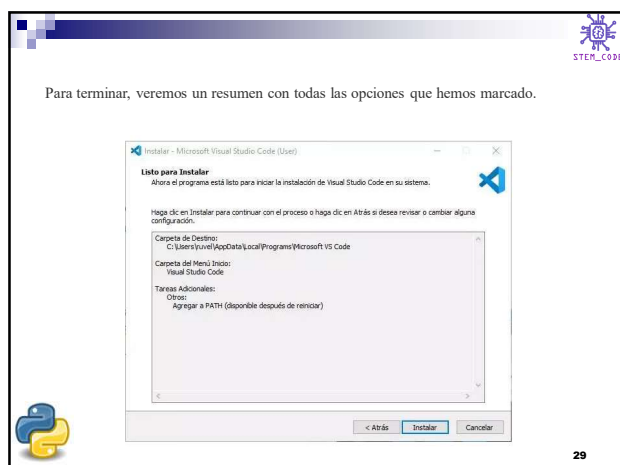 STEM_CODE
Para terminar, veremos un resumen con todas las opciones que hemos marcado.
Instalar - Microsoft Visual Studio Code (User)
Listo para Instalar
Ahora el programa está listo para iniciar la instalación de Visual Studio Code en su sistema.
Haga clic en Instalar para continuar con el proceso o haga clic en Atrás si desea revisar o cambiar alguna
configuración.
Carpeta de Destino:
C:\Users\ruvel\AppData\Local\Programs\Microsoft VS Code
Carpeta del Menú Inicio:
Visual Studio Code
Tareas Adicionales:
Otros:
Agregar a PATH (disponible después de reiniciar)
< Atrás Instalar Cancelar
29